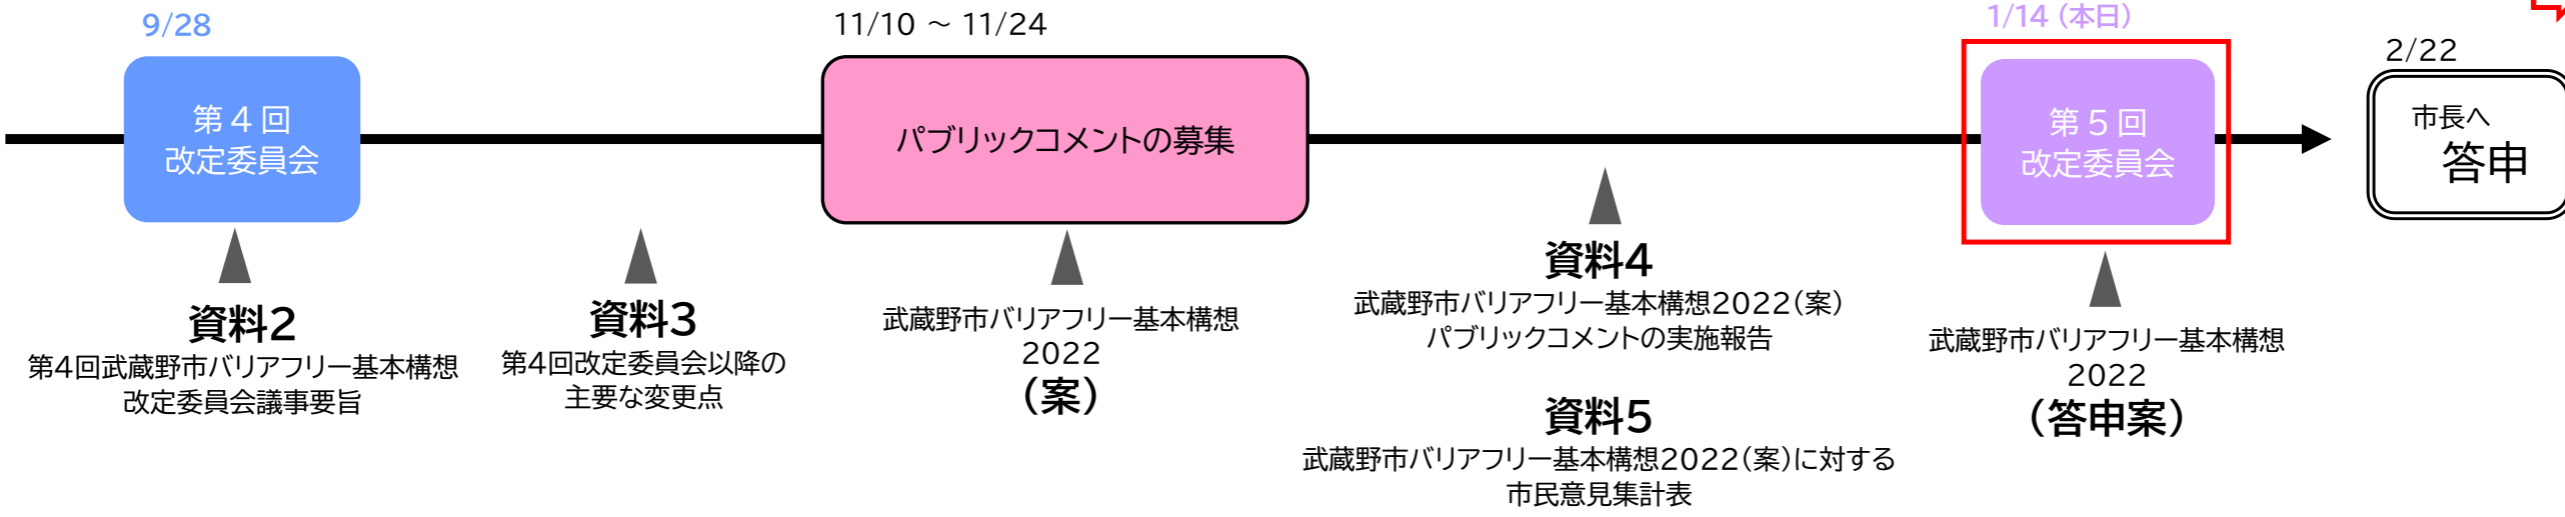 9/28
第4回
改定委員会
資料2
第4回武蔵野市バリアフリー基本構想
改定委員会議事要旨
資料3
第4回改定委員会以降の
主要な変更点
11/10 ～ 11/24
パブリックコメントの募集
武蔵野市バリアフリー基本構想
2022
(案)
資料4
武蔵野市バリアフリー基本構想2022(案)
パブリックコメントの実施報告
資料5
武蔵野市バリアフリー基本構想2022(案)に対する
市民意見集計表
1/14 (本日)
第5回
改定委員会
武蔵野市バリアフリー基本構想
2022
(答申案)
2/22
市長へ
答申